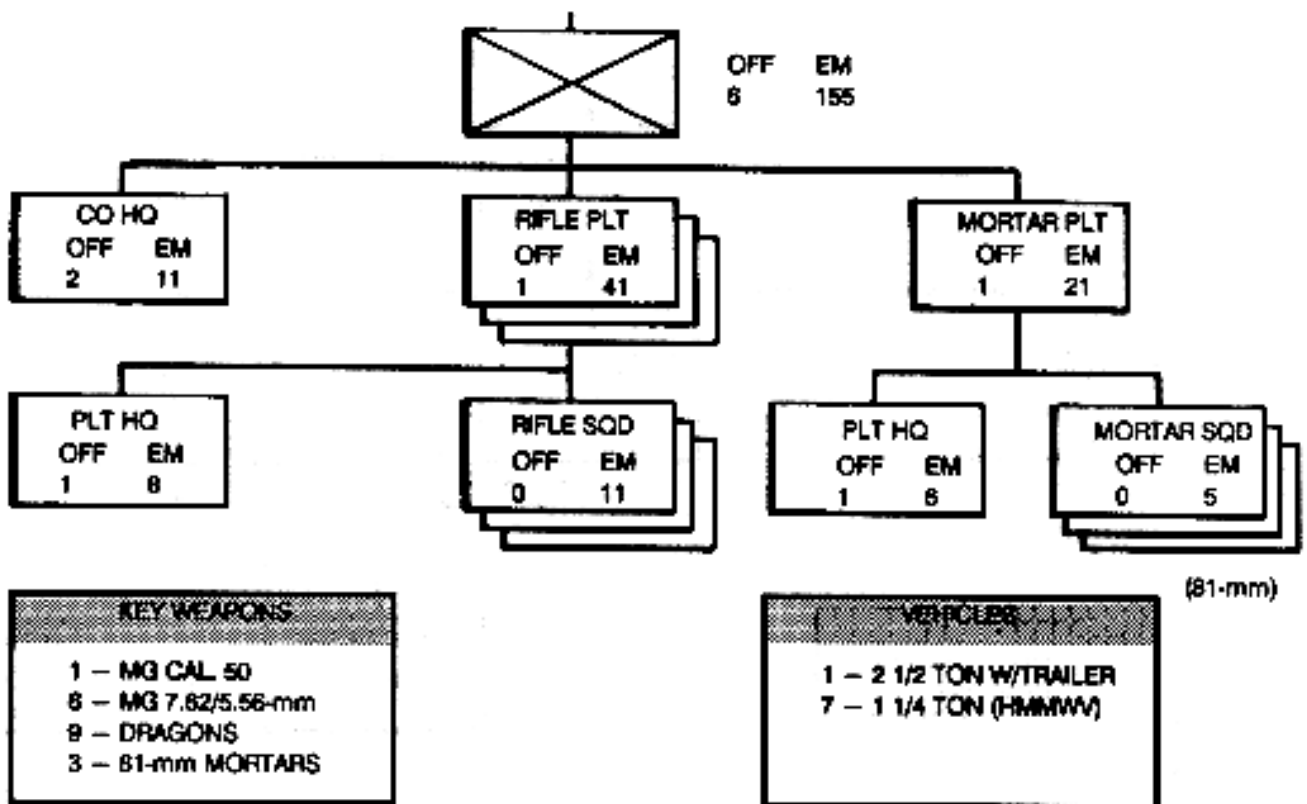 OFF EM
6 155
CO HQ
OFF EM
2 11
RIFLE PLT
OFF EM
1 41
MORTAR PLT
OFF EM
1 21
PLT HQ
OFF EM
1 8
RIFLE SQD
OFF EM
0 11
PLT HQ
OFF EM
1 6
MORTAR SQD
OFF EM
0 5
(81-mm)
KEY WEAPONS
1 – MG CAL. 50
6 – MG 7.62/5.56-mm
9 – DRAGONS
3 – 81-mm MORTARS
VEHICLES
1 – 2 1/2 TON W/TRAILER
7 – 1 1/4 TON (HMMWV)